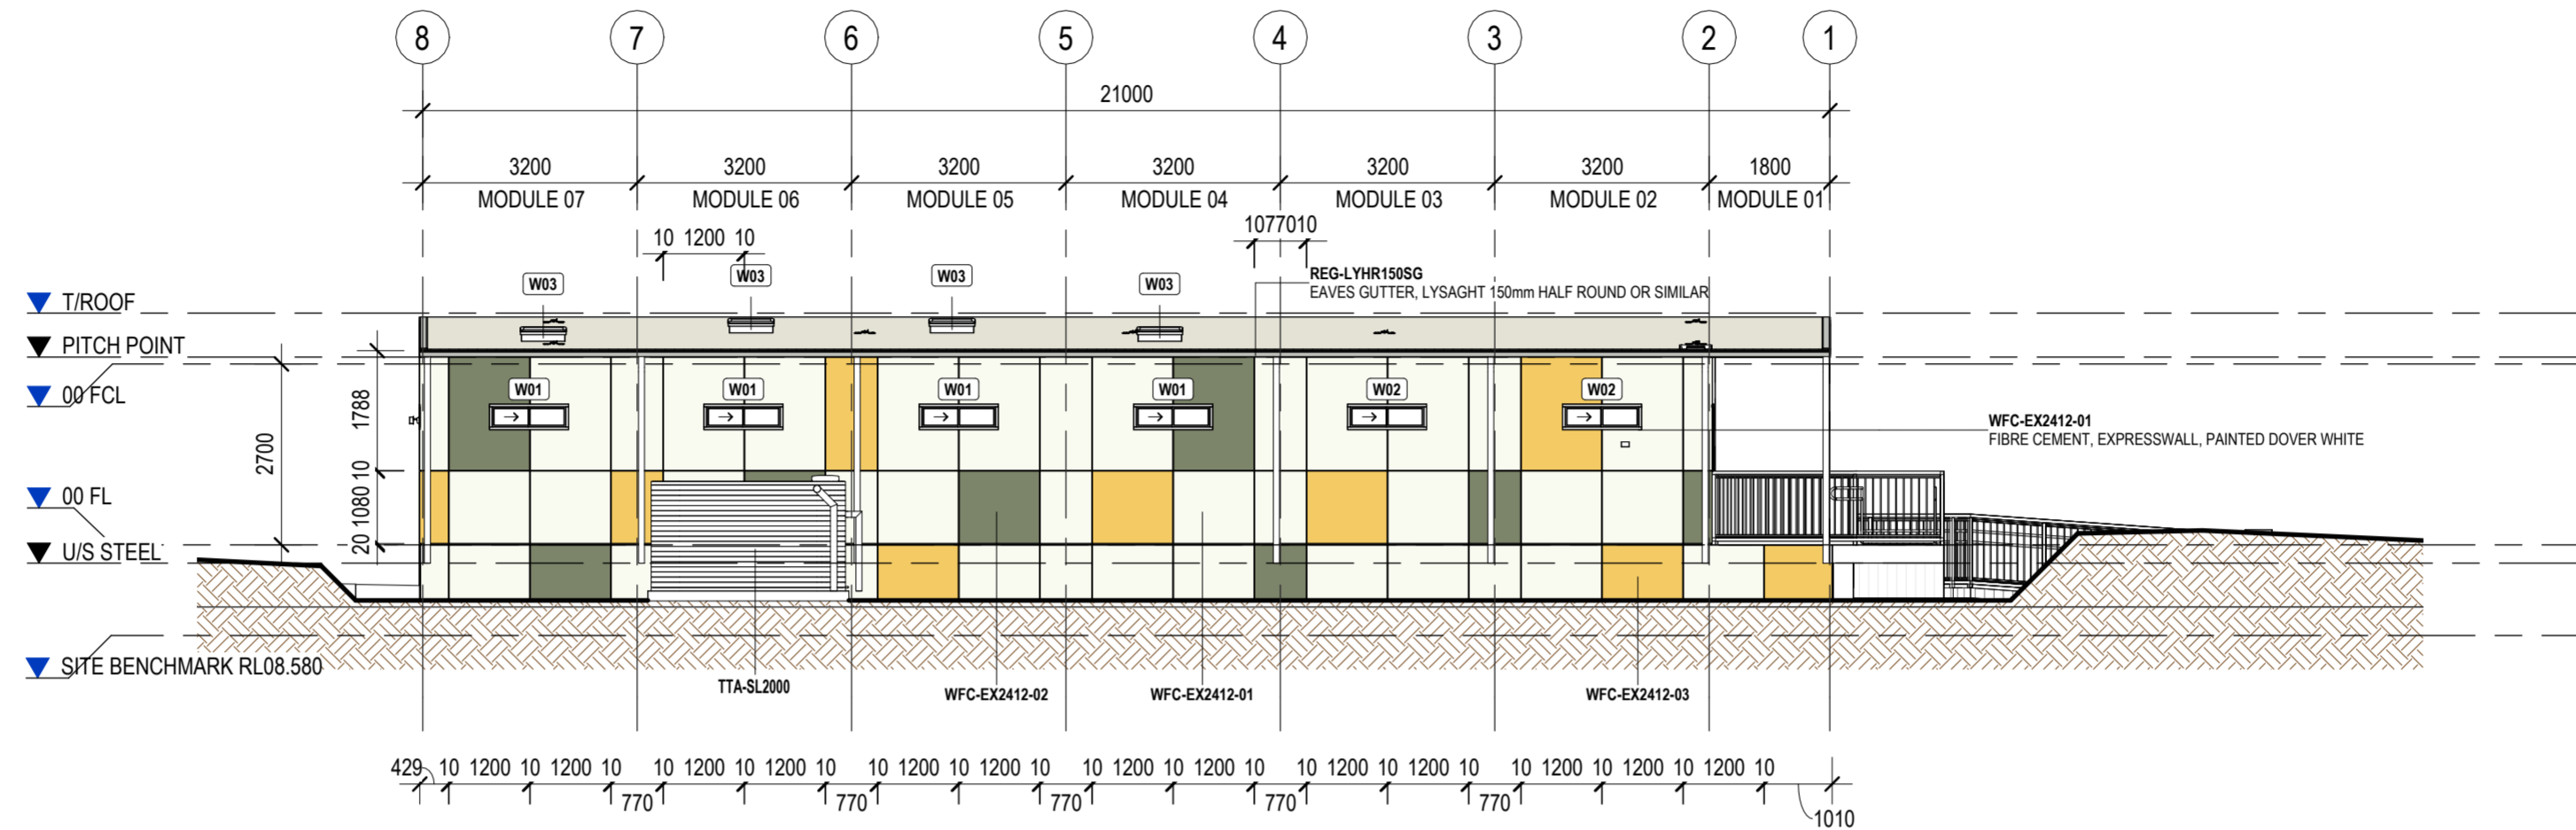 8 7 6 5 4 3 2 1
21000
3200 3200 3200 3200 3200 3200 1800
MODULE 07 MODULE 06 MODULE 05 MODULE 04 MODULE 03 MODULE 02 MODULE 01
10 1200 10
1077010
W03 W03 W03 W03
REG-LYHR150SG
EAVES GUTTER, LYSAGHT 150mm HALF ROUND OR SIMILAR
T/ROOF
PITCH POINT
00 FCL
00 FL
U/S STEEL
SITE BENCHMARK RL08.580
2700
1788
10
1080
20
W01 W01 W01 W01 W02 W02
WFC-EX2412-01
FIBRE CEMENT, EXPRESSWALL, PAINTED DOVER WHITE
TTA-SL2000
WFC-EX2412-02
WFC-EX2412-01
WFC-EX2412-03
429 10 1200 10 1200 10 10 1200 10 1200 10 10 1200 10 1200 10 10 1200 10 1200 10 10 1200 10 1200 10 10 1200 10 1200 10 1200 10
770 770 770 770 770
1010